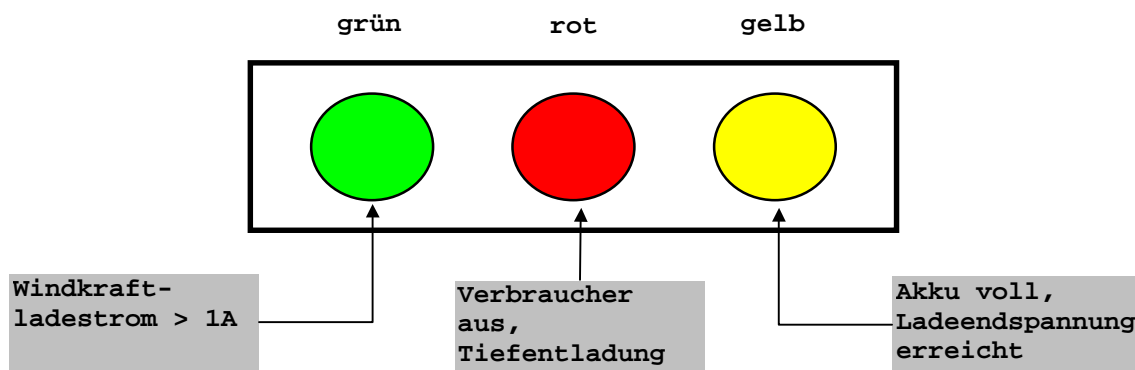 grün rot gelb
Windkraft-
ladestrom > 1A
Verbraucher
aus,
Tiefentladung
Akku voll,
Ladeendspannung
erreicht